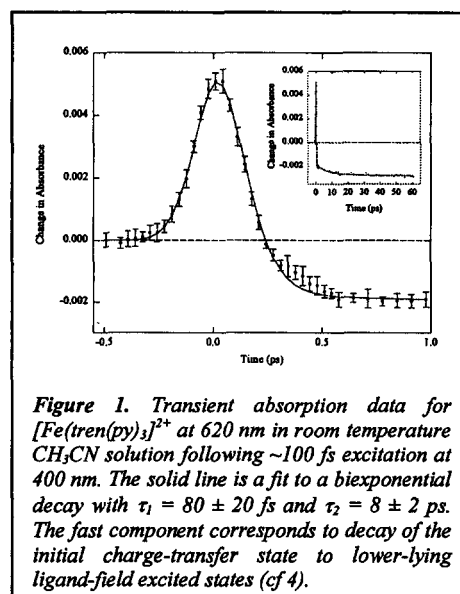 0.006
0.004
0.002
0.000
-0.002
Change in Absorbance
-0.5
0.0
0.5
1.0
Time (ps)
0.006
0.004
0.002
0.000
-0.002
Change in Absorbance
0 10 20 30 40 50 60
Time (ps)
Figure 1. Transient absorption data for
[Fe(tren(py)₃]²⁺ at 620 nm in room temperature
CH₃CN solution following ~100 fs excitation at
400 nm. The solid line is a fit to a biexponential
decay with τ₁ = 80 ± 20 fs and τ₂ = 8 ± 2 ps.
The fast component corresponds to decay of the
initial charge-transfer state to lower-lying
ligand-field excited states (cf 4).